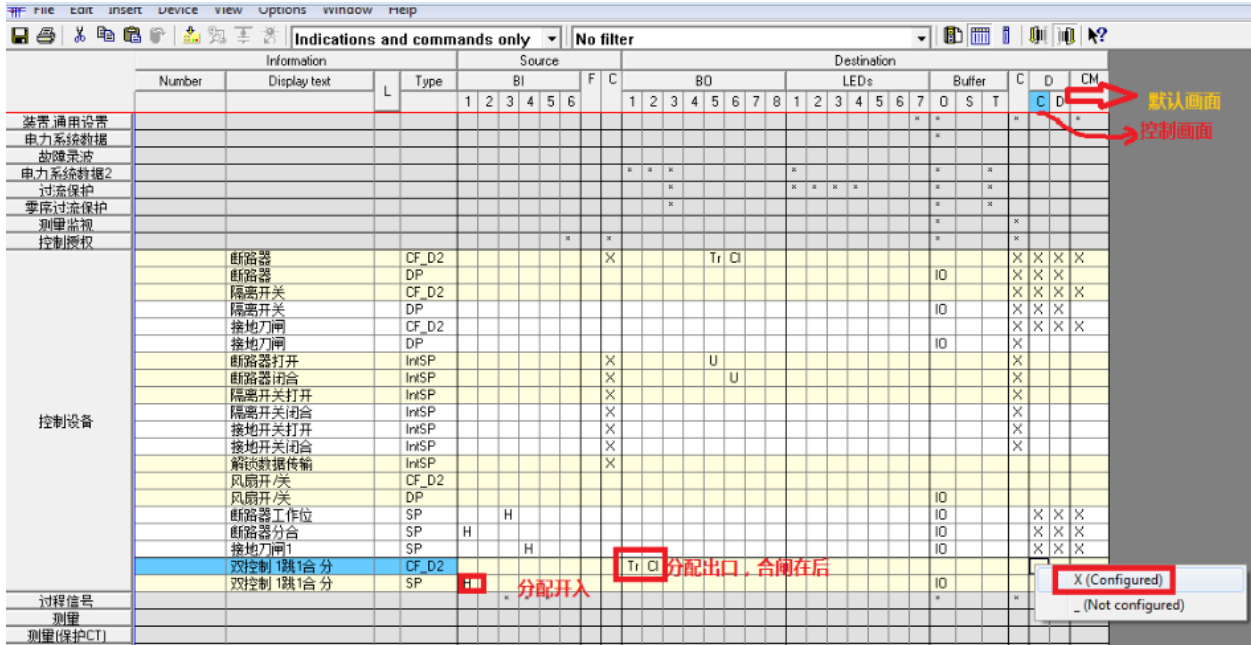 File Edit Insert Device View Options Window Help
Indications and commands only No filter
Information Source Destination
Number Display text L Type BI F C BO LEDs Buffer C D CM
1 2 3 4 5 6 1 2 3 4 5 6 7 8 1 2 3 4 5 6 7 O S T C D
默认画面
控制画面
装置,通用设置 * * * *
电力系统数据 *
故障录波
电力系统数据2 * * * * * *
过流保护 * * * * * * *
零序过流保护 * * *
测量监视 * *
控制授权 * * * *
断路器 CF_D2 X Tr Cl X X X X
断路器 DP IO X X X
隔离开关 CF_D2 X X X X
隔离开关 DP IO X X X
接地刀闸 CF_D2 X X X X
接地刀闸 DP IO X
断路器打开 IntSP X U X
断路器闭合 IntSP X U X
隔离开关打开 IntSP X X
控制设备
隔离开关闭合 IntSP X X
接地开关打开 IntSP X X
接地开关闭合 IntSP X X
解锁数据传输 IntSP X
风扇开/关 CF_D2
风扇开/关 DP IO
断路器工作位 SP H IO X X X
断路器分合 SP H IO X X X
接地刀闸1 SP H IO X X X
双控制 1跳1合 分 CF_D2 Tr Cl 分配出口，合闸在后
双控制 1跳1合 分 SP H 分配开入 IO
X (Configured)
_ (Not configured)
过程信号 * * * * *
测量
测量(保护CT)